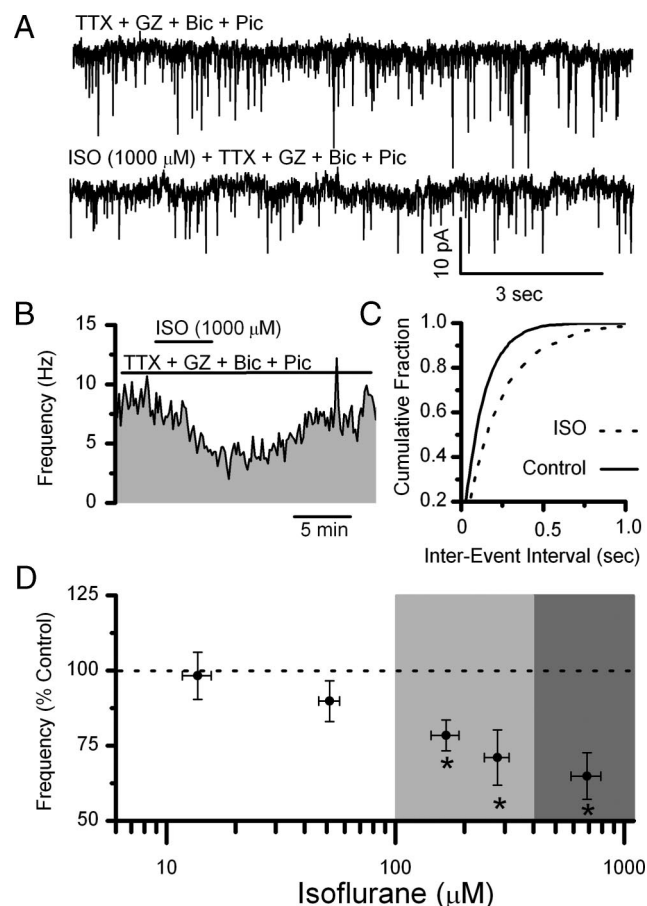 A
TTX + GZ + Bic + Pic
ISO (1000 μM) + TTX + GZ + Bic + Pic
10 pA
3 sec
B
ISO (1000 μM)
TTX + GZ + Bic + Pic
Frequency (Hz)
15
10
5
0
5 min
C
Cumulative Fraction
1.0
0.8
0.6
0.4
0.2
ISO
Control
0
0.5
1.0
Inter-Event Interval (sec)
D
Frequency (% Control)
125
100
75
50
*
*
*
10
100
1000
Isoflurane (μM)